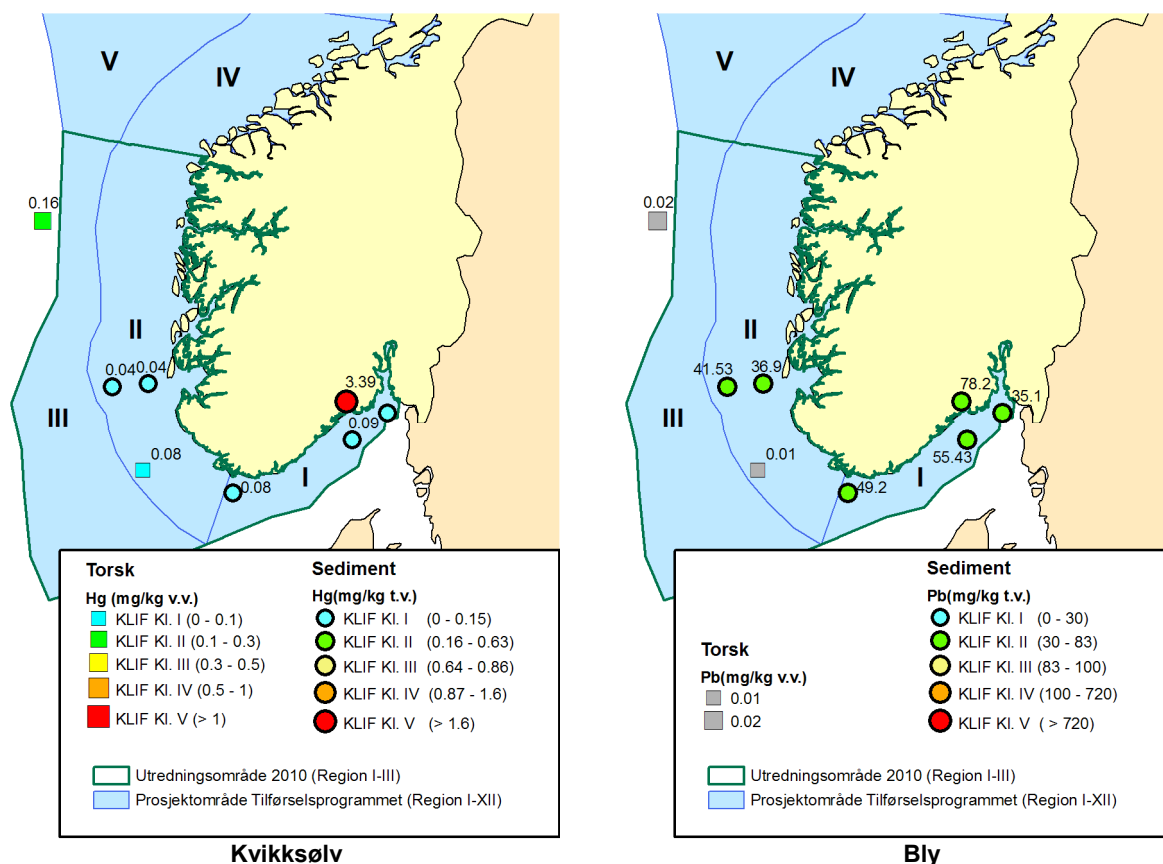 V
IV
0.16
II
0.04
0.04
III
3.39
0.09
0.08
I
0.08
Torsk
Hg (mg/kg v.v.)
KLIF Kl. I (0 - 0.1)
KLIF Kl. II (0.1 - 0.3)
KLIF Kl. III (0.3 - 0.5)
KLIF Kl. IV (0.5 - 1)
KLIF Kl. V (> 1)
Sediment
Hg(mg/kg t.v.)
KLIF Kl. I (0 - 0.15)
KLIF Kl. II (0.16 - 0.63)
KLIF Kl. III (0.64 - 0.86)
KLIF Kl. IV (0.87 - 1.6)
KLIF Kl. V (> 1.6)
Utredningsområde 2010 (Region I-III)
Prosjektområde Tilførselsprogrammet (Region I-XII)
Kvikksølv
V
IV
0.02
II
41.53
36.9
III
78.2
35.1
55.43
0.01
I
49.2
Torsk
Pb(mg/kg v.v.)
0.01
0.02
Sediment
Pb(mg/kg t.v.)
KLIF Kl. I (0 - 30)
KLIF Kl. II (30 - 83)
KLIF Kl. III (83 - 100)
KLIF Kl. IV (100 - 720)
KLIF Kl. V ( > 720)
Utredningsområde 2010 (Region I-III)
Prosjektområde Tilførselsprogrammet (Region I-XII)
Bly